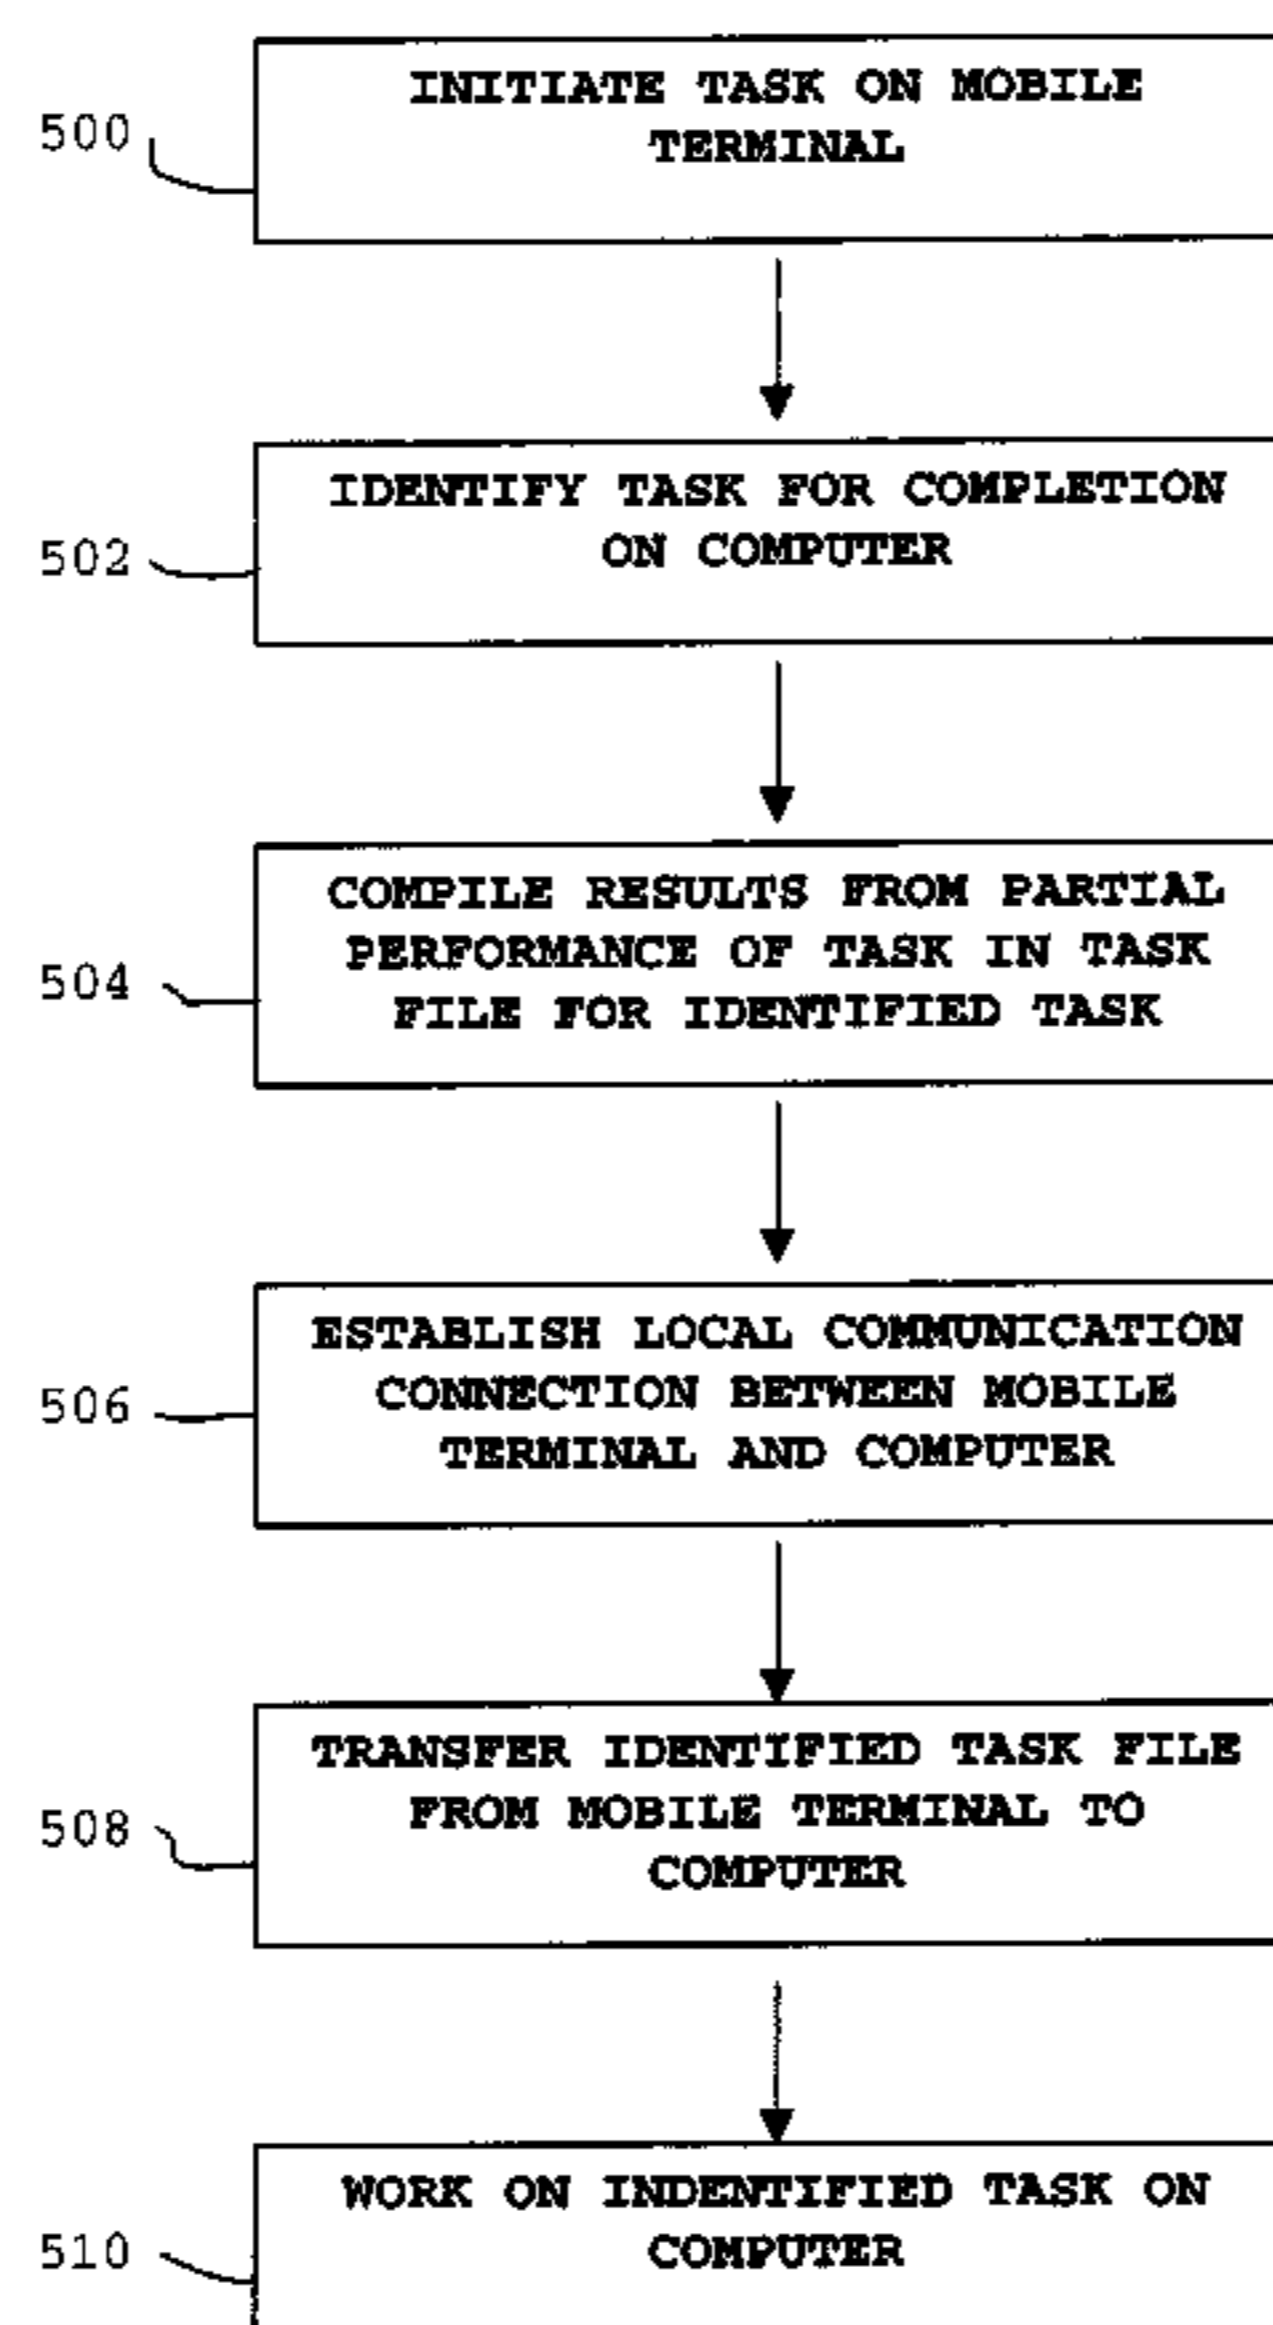 500
INITIATE TASK ON MOBILE
TERMINAL
502
IDENTIFY TASK FOR COMPLETION
ON COMPUTER
504
COMPILE RESULTS FROM PARTIAL
PERFORMANCE OF TASK IN TASK
FILE FOR IDENTIFIED TASK
506
ESTABLISH LOCAL COMMUNICATION
CONNECTION BETWEEN MOBILE
TERMINAL AND COMPUTER
508
TRANSFER IDENTIFIED TASK FILE
FROM MOBILE TERMINAL TO
COMPUTER
510
WORK ON INDENTIFIED TASK ON
COMPUTER